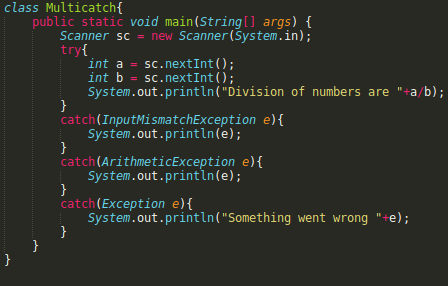 class Multicatch{
    public static void main(String[] args) {
        Scanner sc = new Scanner(System.in);
        try{
            int a = sc.nextInt();
            int b = sc.nextInt();
            System.out.println("Division of numbers are "+a/b);
        }
        catch(InputMismatchException e){
            System.out.println(e);
        }
        catch(ArithmeticException e){
            System.out.println(e);
        }
        catch(Exception e){
            System.out.println("Something went wrong "+e);
        }
    }
}